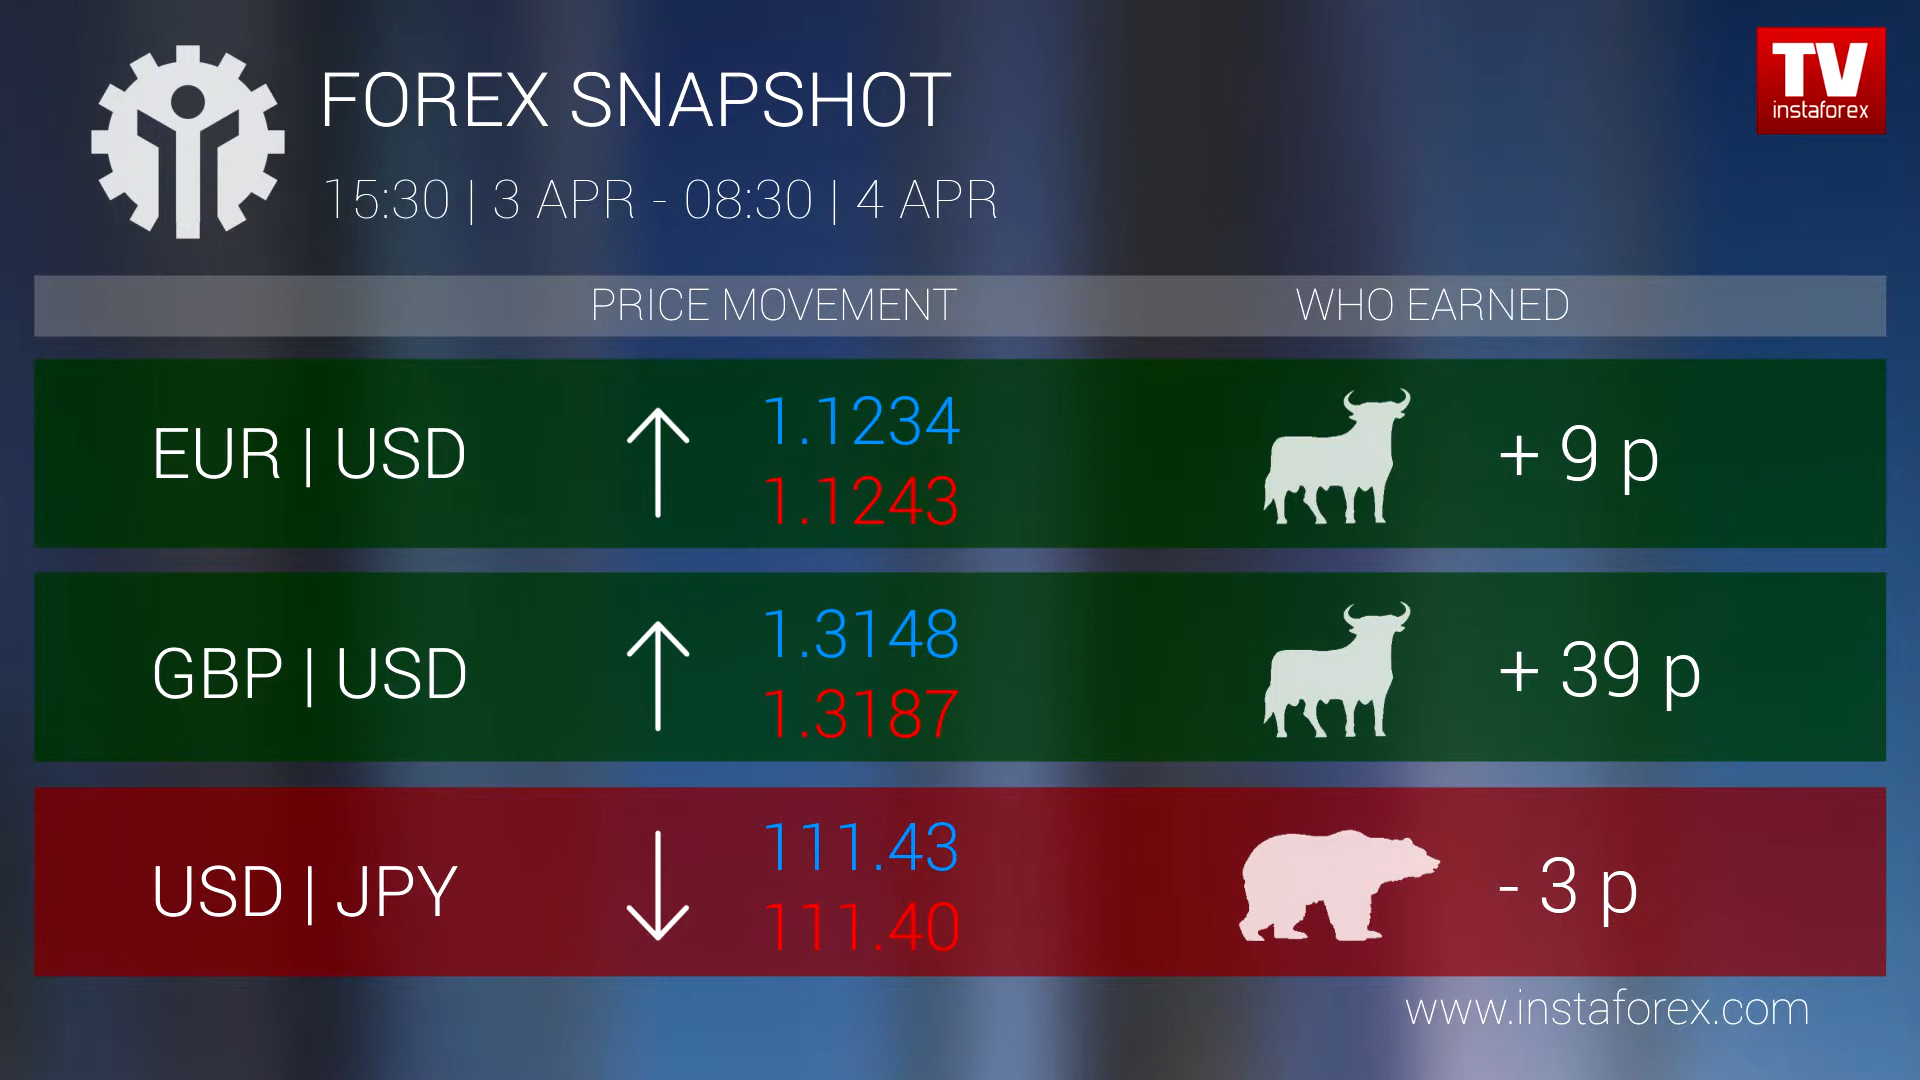 FOREX SNAPSHOT
TV
instaforex
15:30 | 3 APR - 08:30 | 4 APR
PRICE MOVEMENT WHO EARNED
EUR | USD 1.1234 + 9 p
1.1243
GBP | USD 1.3148 + 39 p
1.3187
USD | JPY 111.43 - 3 p
111.40
www.instaforex.com